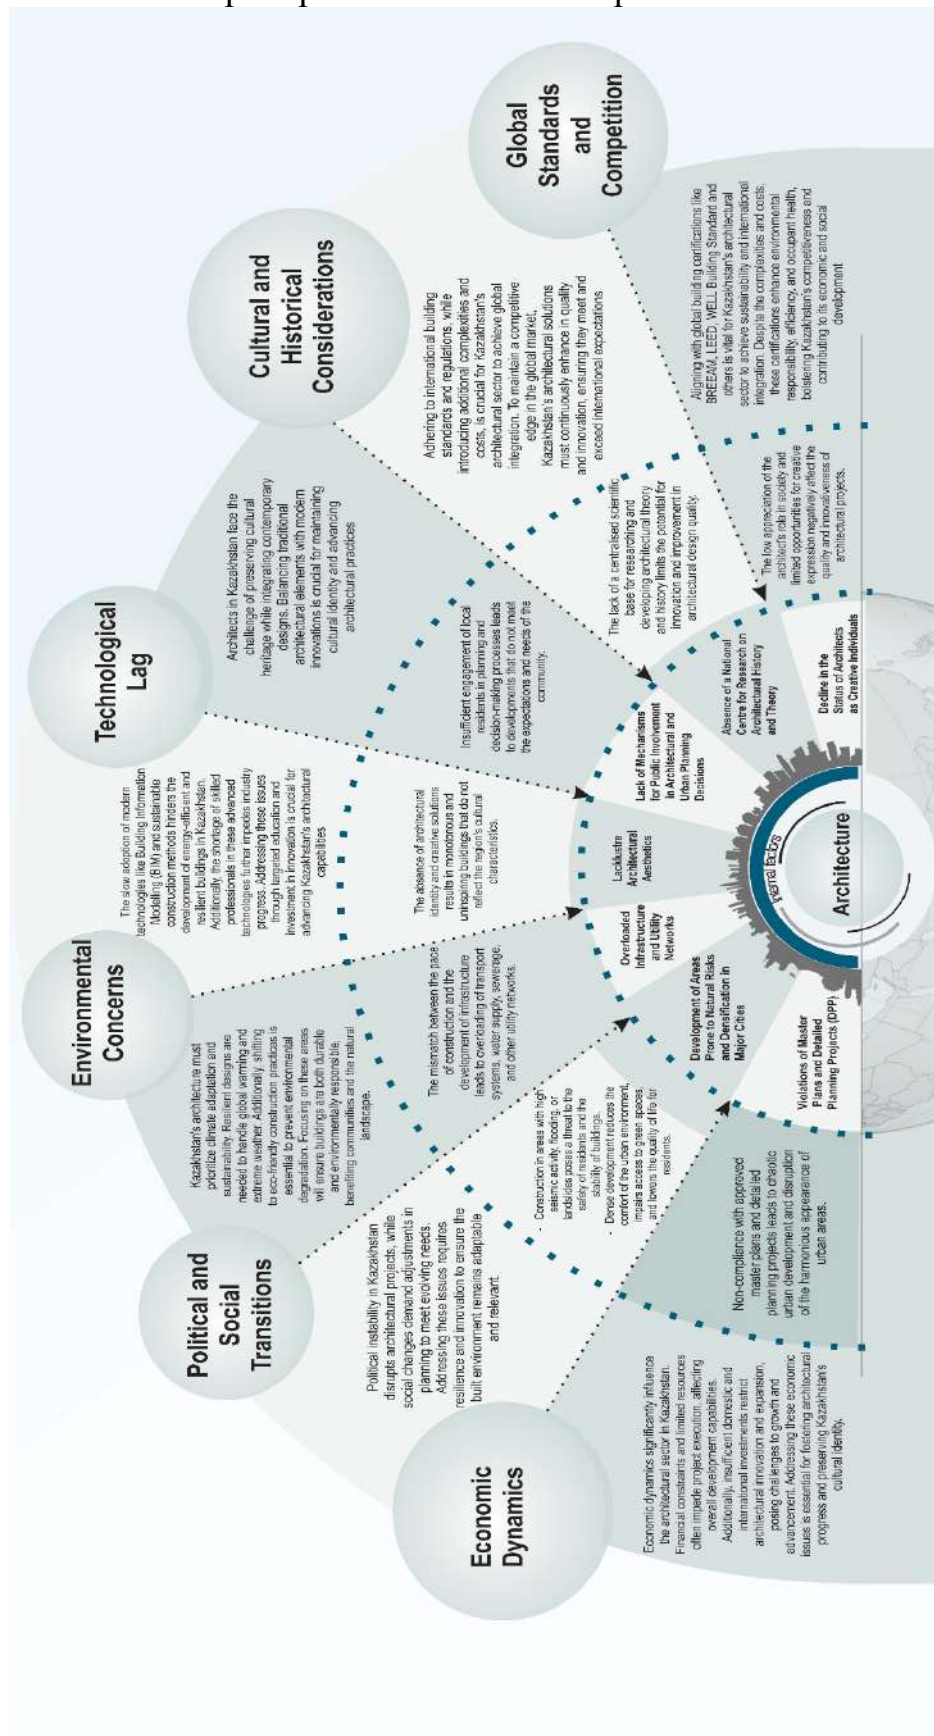 Economic
Dynamics
Economic dynamics significantly influence
the architectural sector in Kazakhstan.
Financial constraints and limited resources
often impede project execution, affecting
overall development capabilities.
Additionally, insufficient domestic and
international investments restrict
architectural innovation and expansion,
posing challenges to growth and
advancement. Addressing these economic
issues is essential for fostering architectural
progress and preserving Kazakhstan's
cultural identity.
Political and
Social
Transitions
Political instability in Kazakhstan
disrupts architectural projects, while
social changes demand adjustments in
planning to meet evolving needs.
Addressing these issues requires
resilience and innovation to ensure the
built environment remains adaptable
and relevant.
Environmental
Concerns
Kazakhstan's architecture must
prioritize climate adaptation and
sustainability. Resilient designs are
needed to handle global warming and
extreme weather. Additionally, shifting
to eco-friendly construction practices is
essential to prevent environmental
degradation. Focusing on these areas
will ensure buildings are both durable
and environmentally responsible,
benefiting communities and the natural
landscape.
Technological
Lag
The slow adoption of modern
technologies like Building Information
Modeling (BIM) and sustainable
construction methods hinders the
development of energy-efficient and
resilient buildings in Kazakhstan.
Additionally, the shortage of skilled
professionals in these advanced
technologies further impedes industry
progress. Addressing these issues
through targeted education and
investment in innovation is crucial for
advancing Kazakhstan's architectural
capabilities
Cultural and
Historical
Considerations
Architects in Kazakhstan face the
challenge of preserving cultural
heritage while integrating contemporary
designs. Balancing traditional
architectural elements with modern
innovations is crucial for maintaining
cultural identity and advancing
architectural practices
Global
Standards
and
Competition
Adhering to international building
standards and regulations, while
introducing additional complexities and
costs, is crucial for Kazakhstan's
architectural sector to achieve global
integration. To maintain a competitive
edge in the global market,
Kazakhstan's architectural solutions
must continuously enhance in quality
and innovation, ensuring they meet and
exceed international expectations
Aligning with global building certifications like
BREEAM, LEED, WELL Building Standard and
others is vital for Kazakhstan's architectural
sector to achieve sustainability and international
integration. Despite the complexities and costs,
these certifications enhance environmental
responsibility, efficiency, and occupant health,
bolstering Kazakhstan's competitiveness and
contributing to its economic and social
development
Non-compliance with approved
master plans and detailed
planning projects leads to chaotic
urban development and disruption
of the harmonious appearance of
urban areas.
- Construction in areas with high
seismic activity, flooding, or
landslides poses a threat to the
safety of residents and the
stability of buildings.
- Dense development reduces the
comfort of the urban environment,
impairs access to green spaces,
and lowers the quality of life for
residents.
The mismatch between the pace
of construction and the
development of infrastructure
leads to overloading of transport
systems, water supply, sewerage,
and other utility networks.
The absence of architectural
identity and creative solutions
results in monotonous and
uninspiring buildings that do not
reflect the region's cultural
characteristics.
Insufficient engagement of local
residents in planning and
decision-making processes leads
to developments that do not meet
the expectations and needs of the
community.
The lack of a centralised scientific
base for researching and
developing architectural theory
and history limits the potential for
innovation and improvement in
architectural design quality.
The low appreciation of the
architect's role in society and
limited opportunities for creative
expression negatively affect the
quality and innovativeness of
architectural projects.
Violations of Master
Plans and Detailed
Planning Projects (DPP)
Development of Areas
Prone to Natural Risks
and Densification in
Major Cities
Overloaded
Infrastructure
and Utility
Networks
Lacklustre
Architectural
Aesthetics
Lack of Mechanisms
for Public Involvement
in Architectural and
Urban Planning
Decisions
Absence of a National
Centre for Research on
Architectural History
and Theory
Decline in the
Status of Architects
as Creative Individuals
Internal factors
Architecture